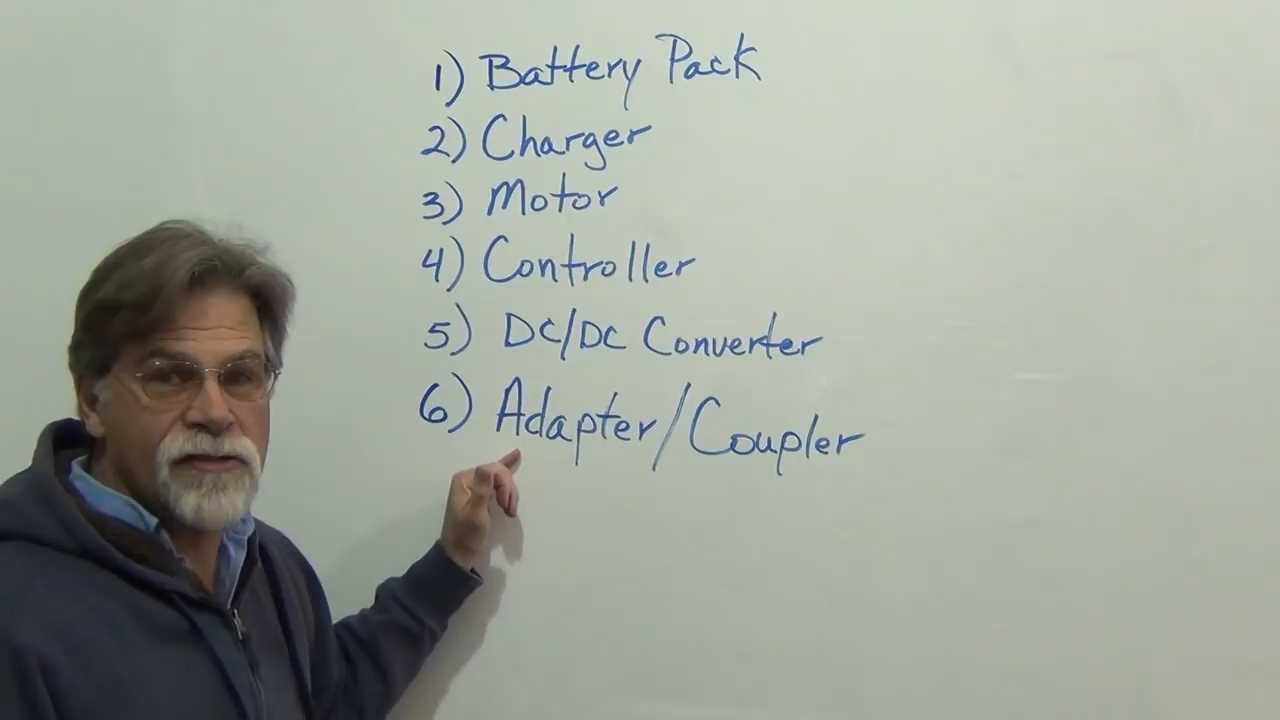 1) Battery Pack
2) Charger
3) Motor
4) Controller
5) DC/DC Converter
6) Adapter/Coupler